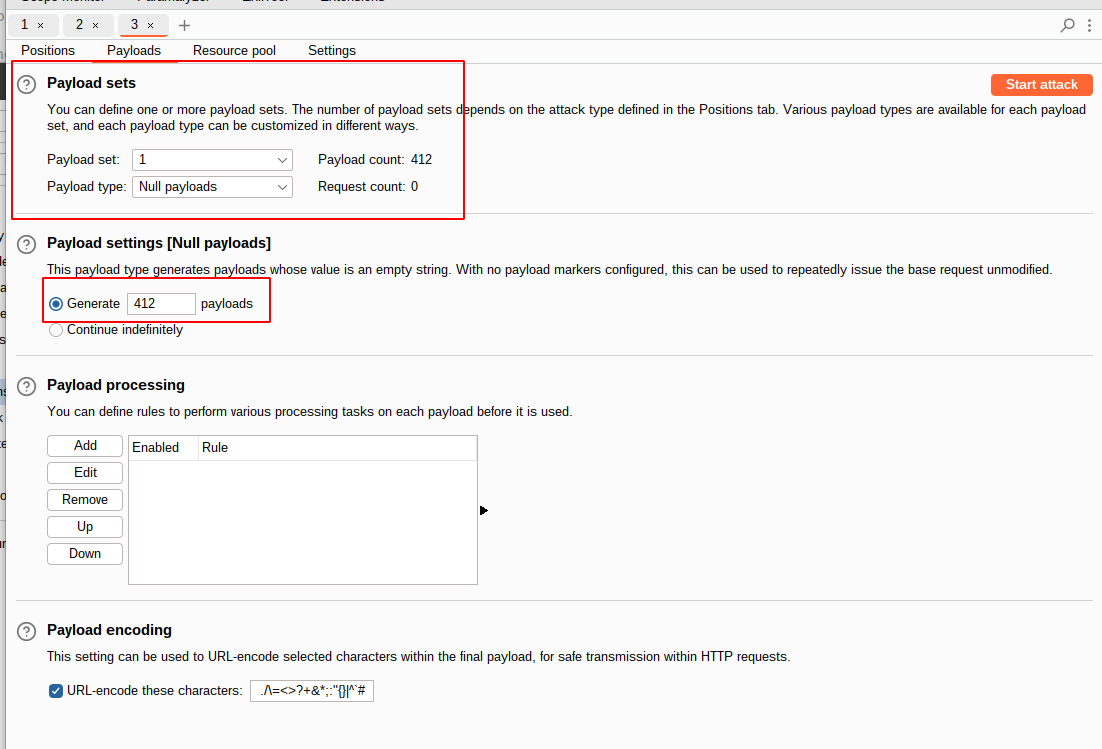 1 × 2 × 3 × +
Positions Payloads Resource pool Settings
Payload sets
Start attack
You can define one or more payload sets. The number of payload sets depends on the attack type defined in the Positions tab. Various payload types are available for each payload
set, and each payload type can be customized in different ways.
Payload set: 1 Payload count: 412
Payload type: Null payloads Request count: 0
Payload settings [Null payloads]
This payload type generates payloads whose value is an empty string. With no payload markers configured, this can be used to repeatedly issue the base request unmodified.
Generate 412 payloads
Continue indefinitely
Payload processing
You can define rules to perform various processing tasks on each payload before it is used.
Add
Enabled Rule
Edit
Remove
Up
Down
Payload encoding
This setting can be used to URL-encode selected characters within the final payload, for safe transmission within HTTP requests.
URL-encode these characters: ./\=<>?+&*;:"{}|^`#